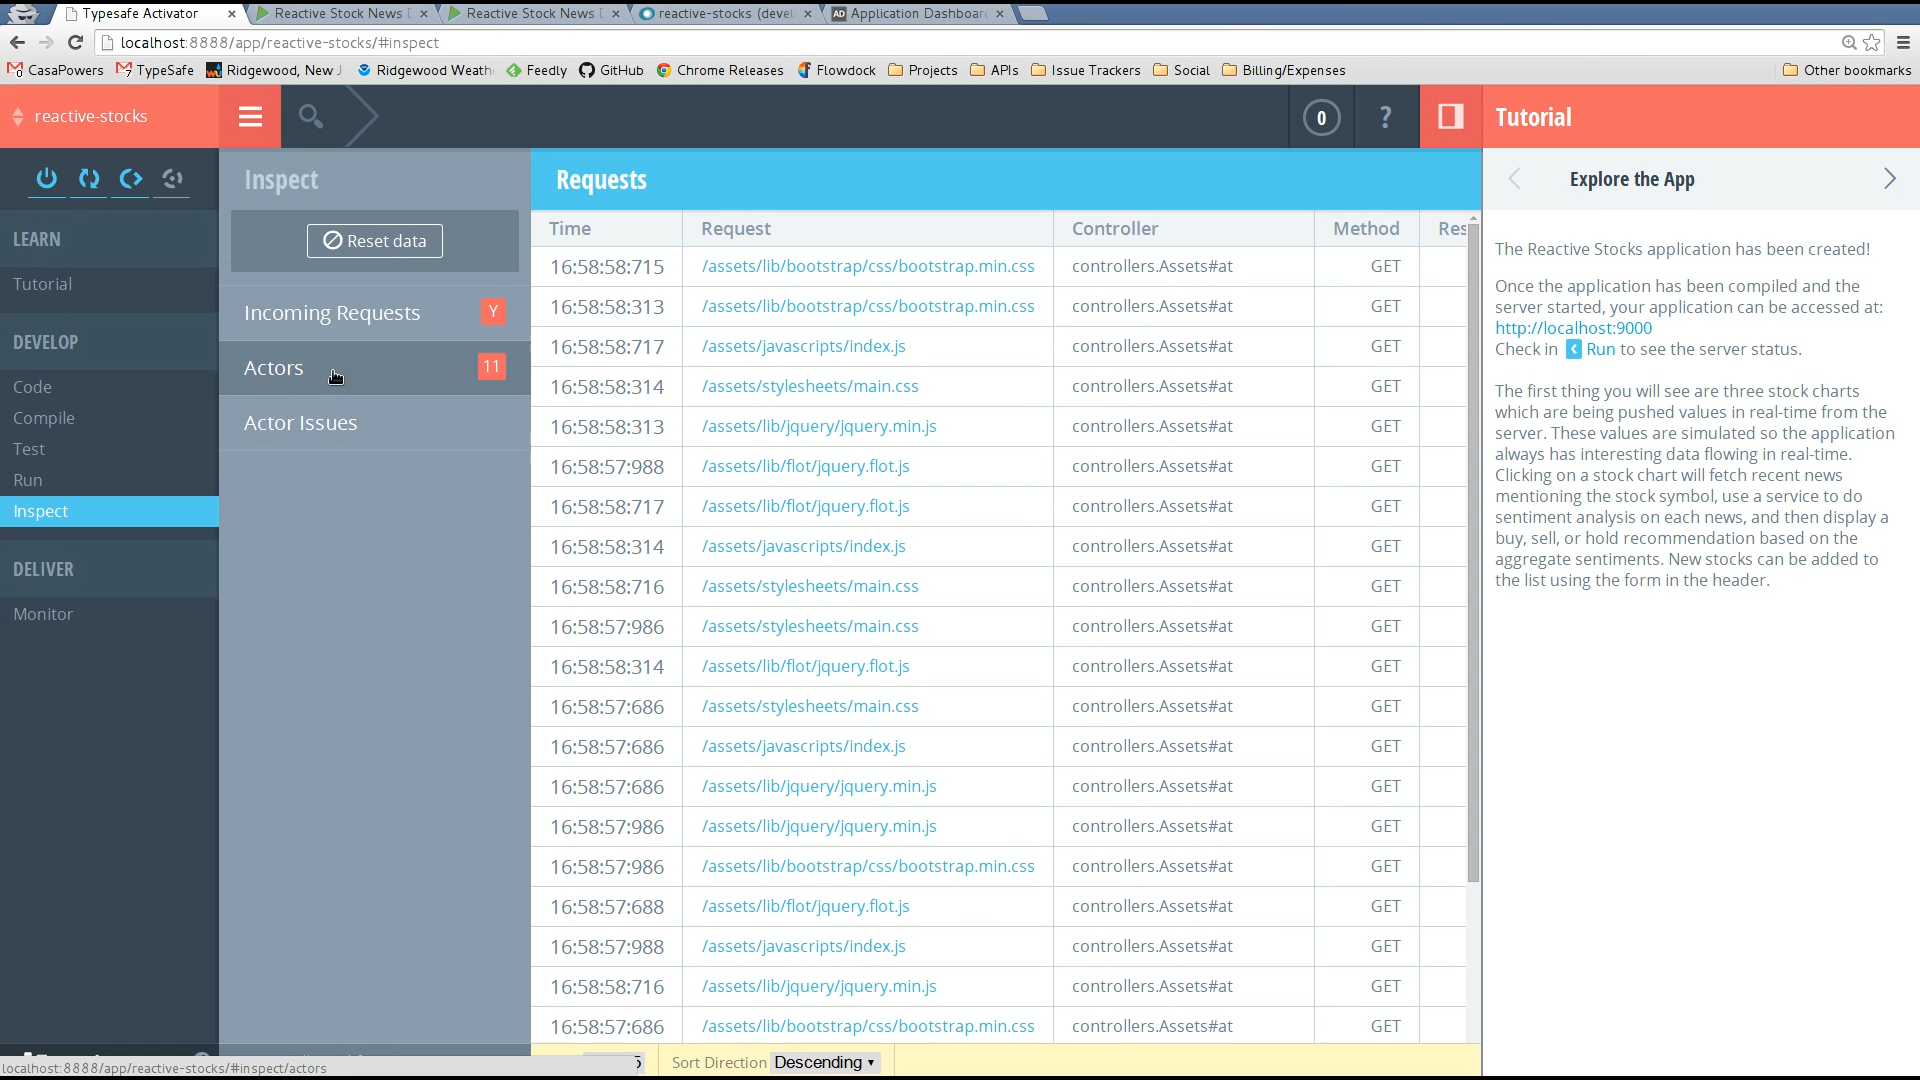 Typesafe Activator
Reactive Stock News
Reactive Stock News
reactive-stocks (deve
Application Dashboar
localhost:8888/app/reactive-stocks/#inspect
CasaPowers
TypeSafe
Ridgewood, New J
Ridgewood Weath
Feedly
GitHub
Chrome Releases
Flowdock
Projects
APIs
Issue Trackers
Social
Billing/Expenses
Other bookmarks
reactive-stocks
0
?
Tutorial
LEARN
Tutorial
DEVELOP
Code
Compile
Test
Run
Inspect
DELIVER
Monitor
Inspect
Reset data
Incoming Requests Y
Actors 11
Actor Issues
Requests
Time Request Controller Method Res
16:58:58:715 /assets/lib/bootstrap/css/bootstrap.min.css controllers.Assets#at GET
16:58:58:313 /assets/lib/bootstrap/css/bootstrap.min.css controllers.Assets#at GET
16:58:58:717 /assets/javascripts/index.js controllers.Assets#at GET
16:58:58:314 /assets/stylesheets/main.css controllers.Assets#at GET
16:58:58:313 /assets/lib/jquery/jquery.min.js controllers.Assets#at GET
16:58:57:988 /assets/lib/flot/jquery.flot.js controllers.Assets#at GET
16:58:58:717 /assets/lib/flot/jquery.flot.js controllers.Assets#at GET
16:58:58:314 /assets/javascripts/index.js controllers.Assets#at GET
16:58:58:716 /assets/stylesheets/main.css controllers.Assets#at GET
16:58:57:986 /assets/stylesheets/main.css controllers.Assets#at GET
16:58:58:314 /assets/lib/flot/jquery.flot.js controllers.Assets#at GET
16:58:57:686 /assets/stylesheets/main.css controllers.Assets#at GET
16:58:57:686 /assets/javascripts/index.js controllers.Assets#at GET
16:58:57:686 /assets/lib/jquery/jquery.min.js controllers.Assets#at GET
16:58:57:986 /assets/lib/jquery/jquery.min.js controllers.Assets#at GET
16:58:57:986 /assets/lib/bootstrap/css/bootstrap.min.css controllers.Assets#at GET
16:58:57:688 /assets/lib/flot/jquery.flot.js controllers.Assets#at GET
16:58:57:988 /assets/javascripts/index.js controllers.Assets#at GET
16:58:58:716 /assets/lib/jquery/jquery.min.js controllers.Assets#at GET
16:58:57:686 /assets/lib/bootstrap/css/bootstrap.min.css controllers.Assets#at GET
5 Sort Direction Descending
Explore the App
The Reactive Stocks application has been created!
Once the application has been compiled and the
server started, your application can be accessed at:
http://localhost:9000
Check in Run to see the server status.
The first thing you will see are three stock charts
which are being pushed values in real-time from the
server. These values are simulated so the application
always has interesting data flowing in real-time.
Clicking on a stock chart will fetch recent news
mentioning the stock symbol, use a service to do
sentiment analysis on each news, and then display a
buy, sell, or hold recommendation based on the
aggregate sentiments. New stocks can be added to
the list using the form in the header.
localhost:8888/app/reactive-stocks/#inspect/actors